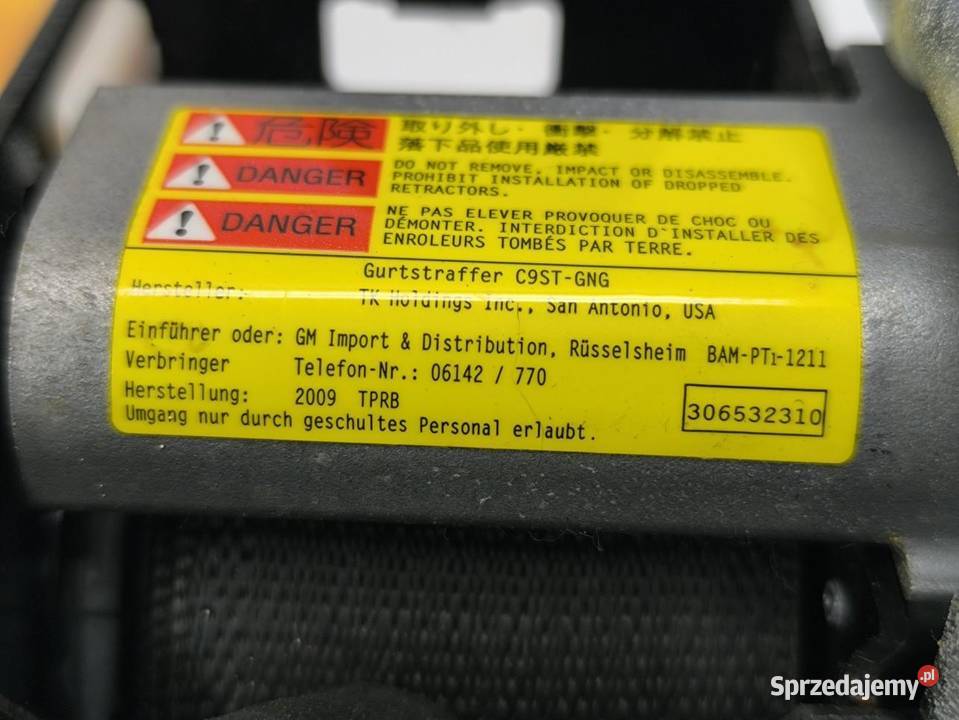 危険 取り外し・衝撃・分解禁止
落下品使用厳禁
DANGER DO NOT REMOVE, IMPACT OR DISASSEMBLE.
PROHIBIT INSTALLATION OF DROPPED
RETRACTORS.
DANGER NE PAS ELEVER PROVOQUER DE CHOC OU
DÉMONTER. INTERDICTION D`INSTALLER DES
ENROLEURS TOMBÉS PAR TERRE.
Gurtstraffer C9ST-GNG
Hersteller: TK Holdings Inc., San Antonio, USA
Einführer oder: GM Import & Distribution, Rüsselsheim BAM-PT1-1211
Verbringer Telefon-Nr.: 06142 / 770
Herstellung: 2009 TPRB
306532310
Umgang nur durch geschultes Personal erlaubt.
Sprzedajemy.pl